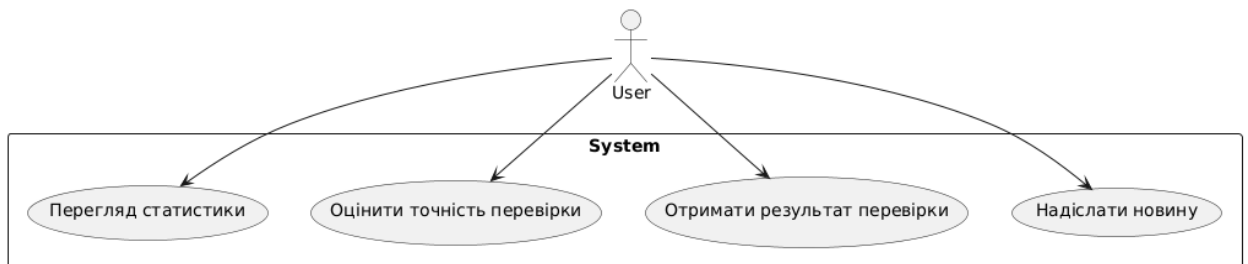 User
System
Перегляд статистики
Оцінити точність перевірки
Отримати результат перевірки
Надіслати новину